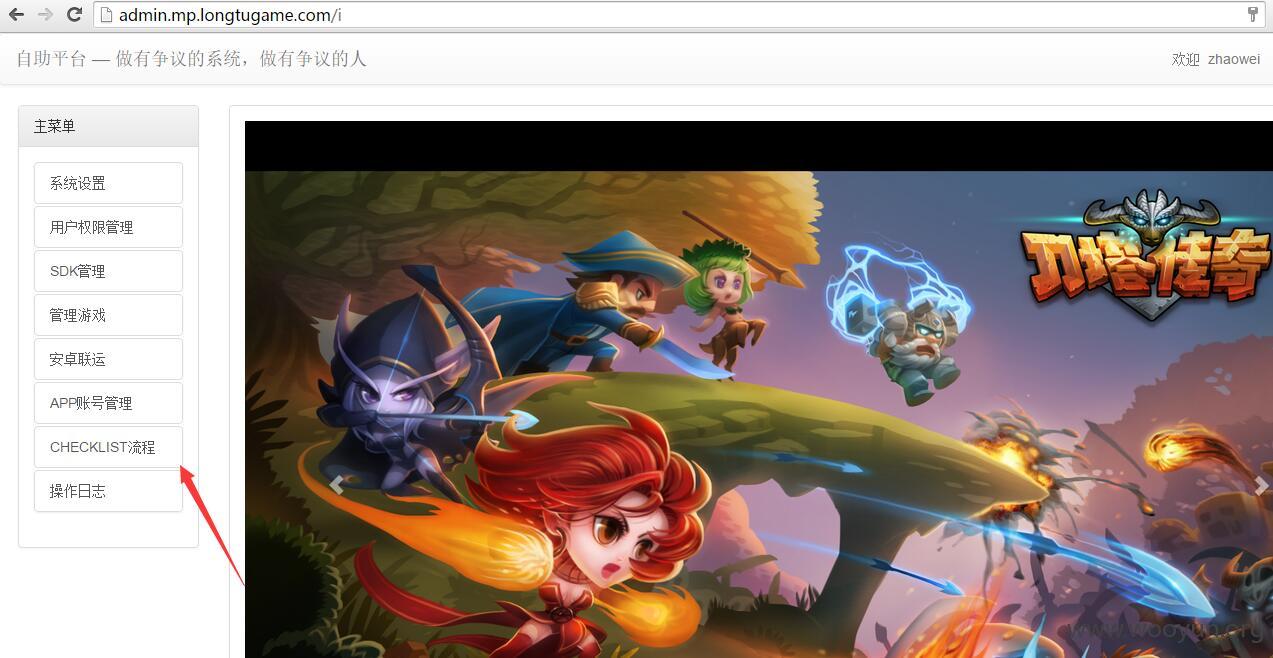 admin.mp.longtugame.com/i
自助平台 — 做有争议的系统，做有争议的人
欢迎 zhaowei
主菜单
系统设置
用户权限管理
SDK管理
管理游戏
安卓联运
APP账号管理
CHECKLIST流程
操作日志
刀塔传奇
www.wooyun.org